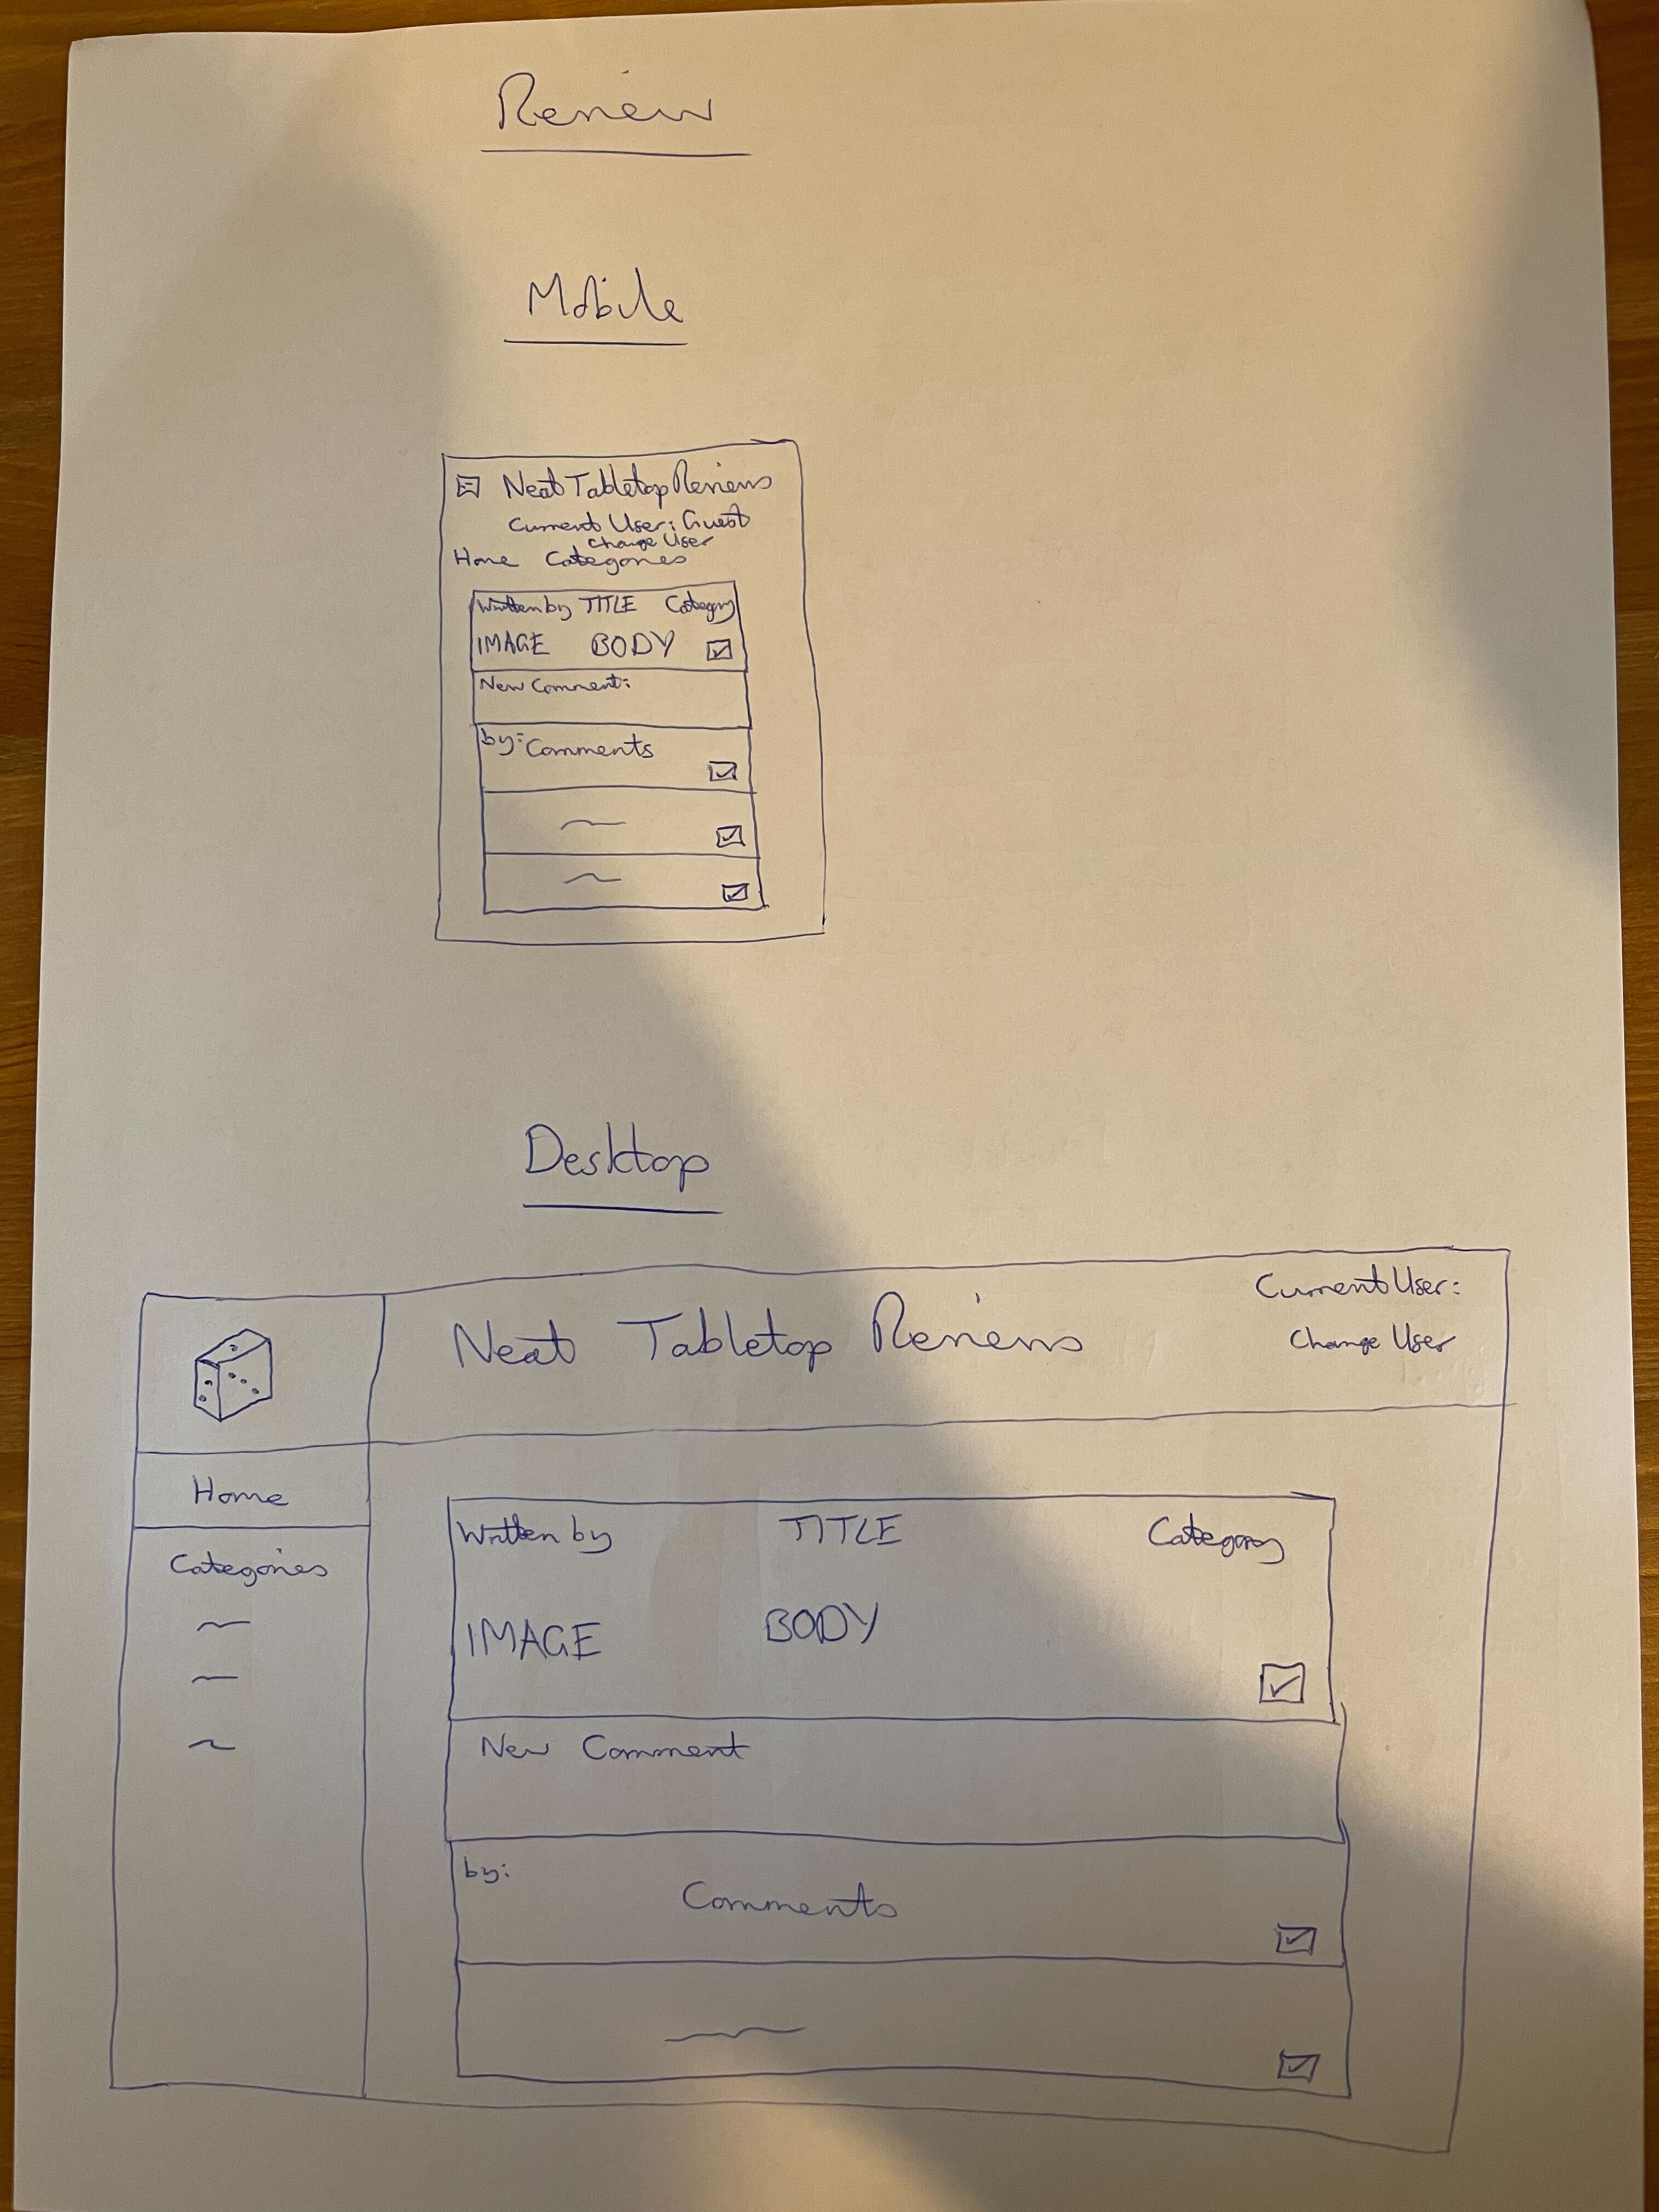 Review
Mobile
Neat Tabletop Reviews
Current User: Guest
Change User
Home Categories
Written by TITLE Category
IMAGE BODY
New Comment:
by: Comments
Desktop
Current User:
Neat Tabletop Reviews
Change User
Home
Written by TITLE Category
Categories
IMAGE BODY
New Comment
by:
Comments